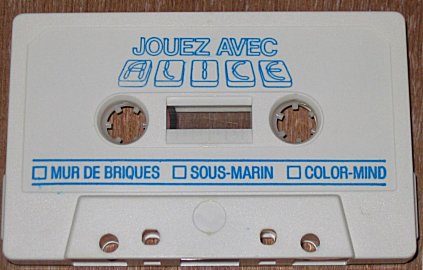 JOUEZ AVEC
ALICE
☐ MUR DE BRIQUES ☐ SOUS-MARIN ☐ COLOR-MIND